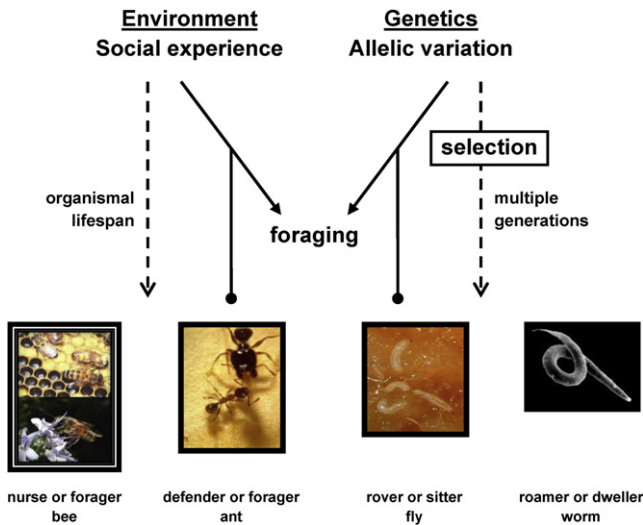 Environment
Social experience
Genetics
Allelic variation
selection
organismal
lifespan
multiple
generations
foraging
nurse or forager
bee
defender or forager
ant
rover or sitter
fly
roamer or dweller
worm